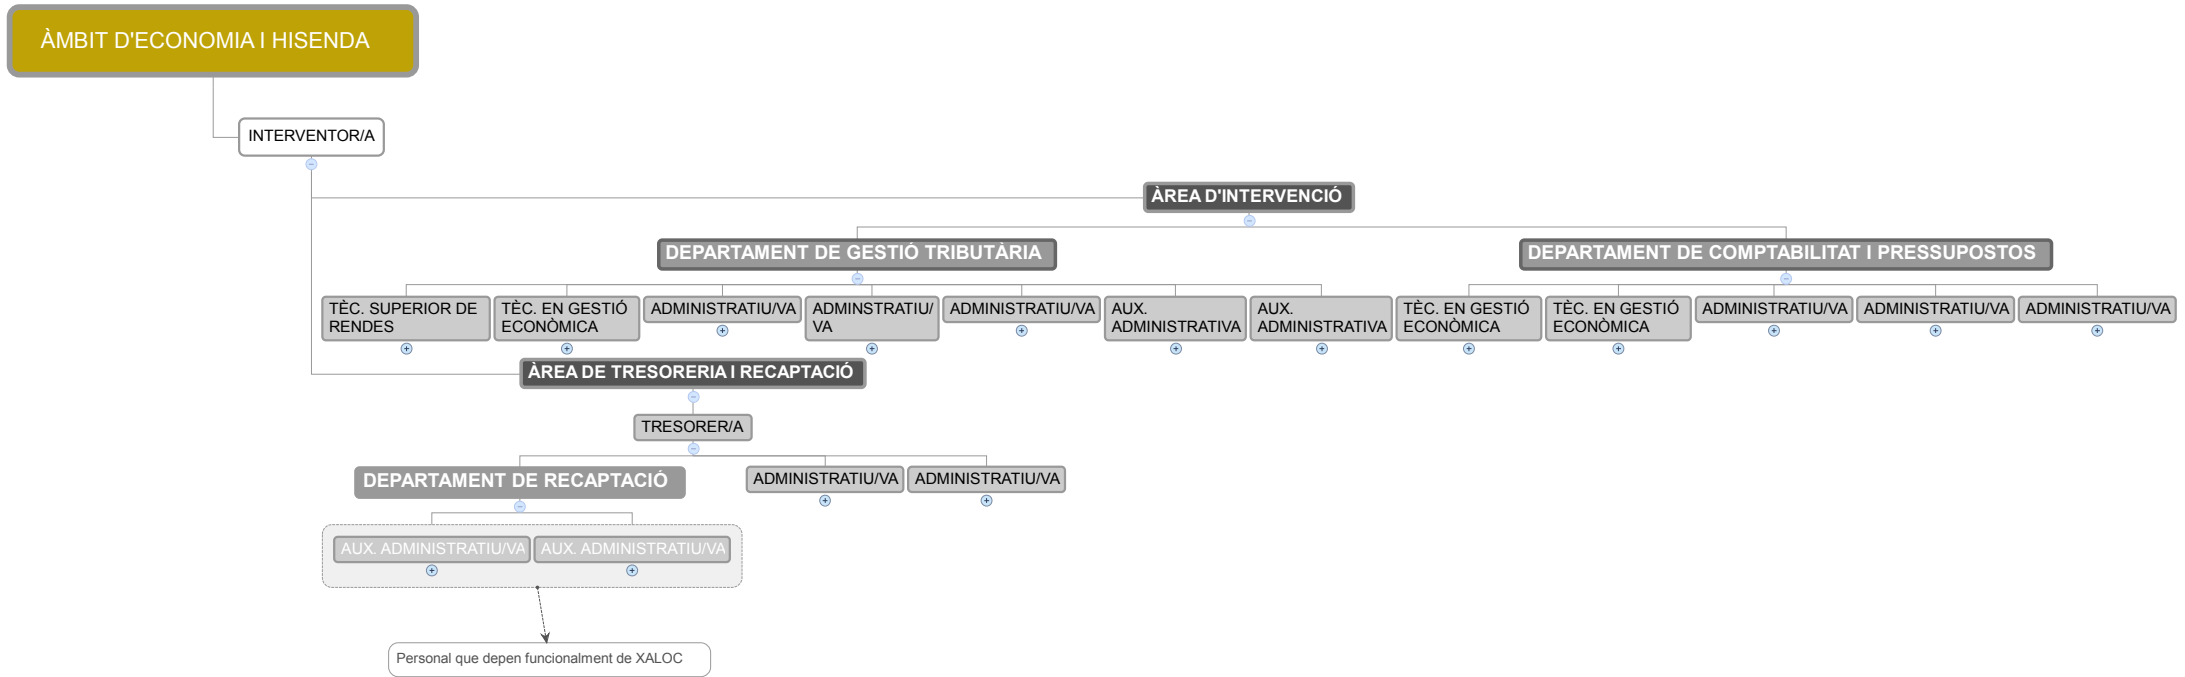 ÀMBIT D'ECONOMIA I HISENDA
INTERVENTOR/A
ÀREA D'INTERVENCIÓ
DEPARTAMENT DE GESTIÓ TRIBUTÀRIA
DEPARTAMENT DE COMPTABILITAT I PRESSUPOSTOS
TÈC. SUPERIOR DE
RENDES
TÈC. EN GESTIÓ
ECONÒMICA
ADMINISTRATIU/VA
ADMINSTRATIU/
VA
ADMINISTRATIU/VA
AUX.
ADMINISTRATIVA
AUX.
ADMINISTRATIVA
TÈC. EN GESTIÓ
ECONÒMICA
TÈC. EN GESTIÓ
ECONÒMICA
ADMINISTRATIU/VA
ADMINISTRATIU/VA
ADMINISTRATIU/VA
ÀREA DE TRESORERIA I RECAPTACIÓ
TRESORER/A
DEPARTAMENT DE RECAPTACIÓ
ADMINISTRATIU/VA
ADMINISTRATIU/VA
AUX. ADMINISTRATIU/VA
AUX. ADMINISTRATIU/VA
Personal que depen funcionalment de XALOC